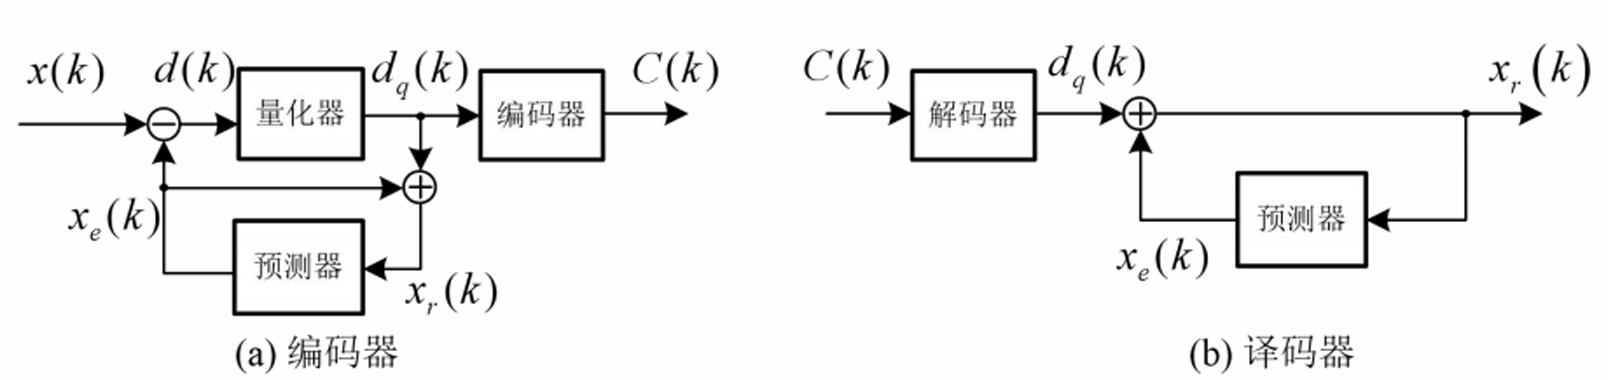 x(k) d(k) 量化器 d_q(k) 编码器 C(k)
x_e(k) 预测器 x_r(k)
(a) 编码器
C(k) 解码器 d_q(k) x_r(k)
x_e(k) 预测器
(b) 译码器